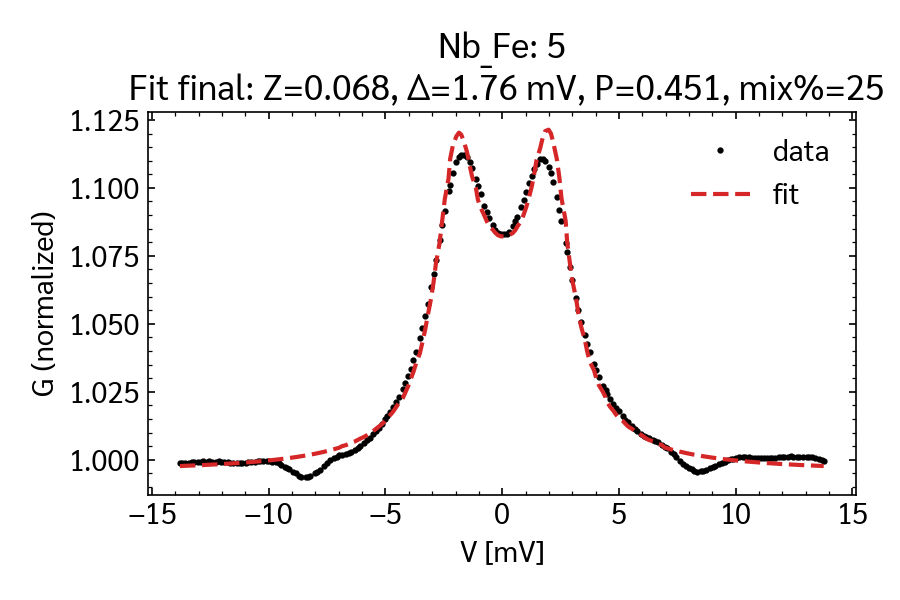 Nb_Fe: 5
Fit final: Z=0.068, Δ=1.76 mV, P=0.451, mix%=25
1.125
1.100
1.075
1.050
1.025
1.000
G (normalized)
data
fit
−15 −10 −5 0 5 10 15
V [mV]